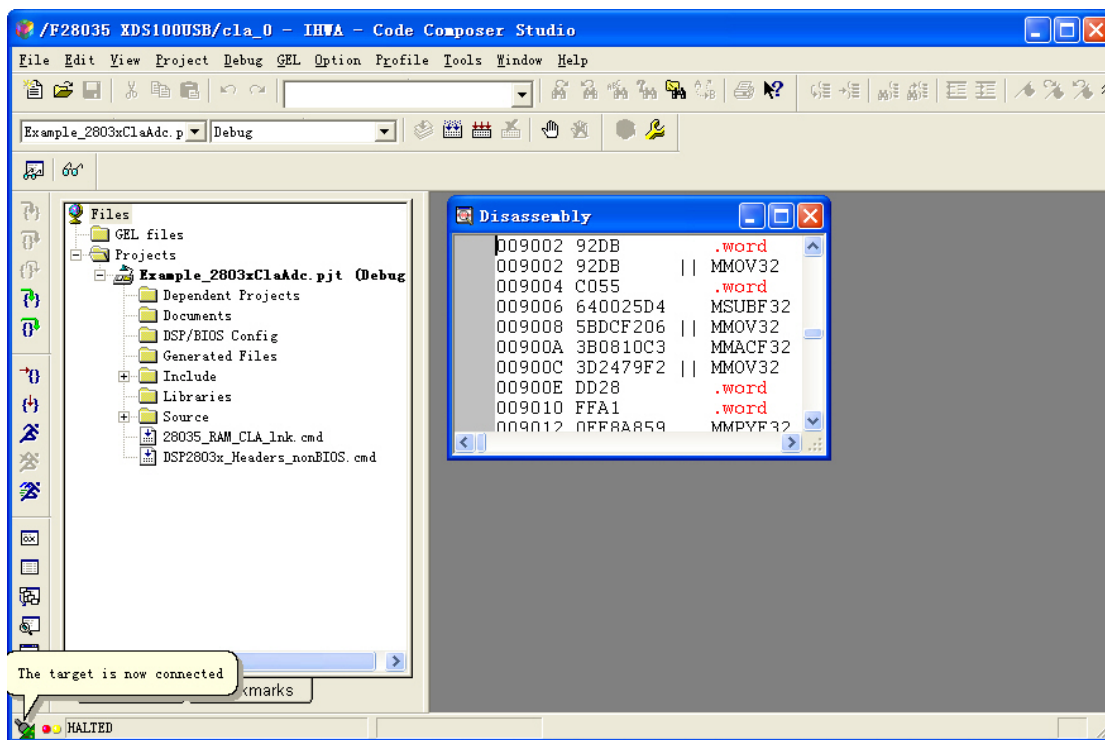 /F28035 XDS100USB/cla_0 - IHWA - Code Composer Studio
File Edit View Project Debug GEL Option Profile Tools Window Help
Example_2803xClaAdc.p Debug
Files
GEL files
Projects
Example_2803xClaAdc.pjt (Debug
Dependent Projects
Documents
DSP/BIOS Config
Generated Files
Include
Libraries
Source
28035_RAM_CLA_lnk.cmd
DSP2803x_Headers_nonBIOS.cmd
Disassembly
009002 92DB .word
009002 92DB || MMOV32
009004 C055 .word
009006 640025D4 MSUBF32
009008 5BDCF206 || MMOV32
00900A 3B0810C3 MMACF32
00900C 3D2479F2 || MMOV32
00900E DD28 .word
009010 FFA1 .word
009012 0FF8A859 MMPYF32
The target is now connected
kmarks
HALTED